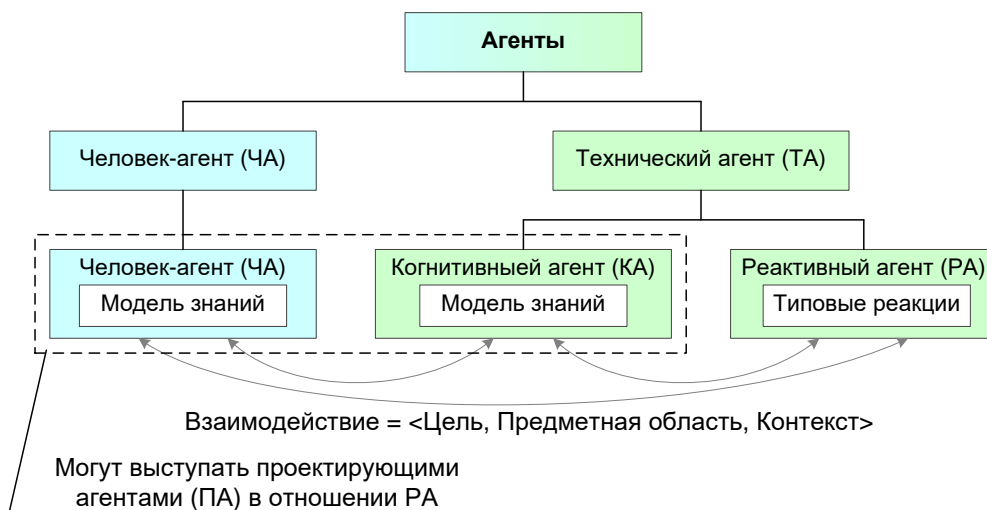 Агенты
Человек-агент (ЧА)
Технический агент (ТА)
Человек-агент (ЧА)
Модель знаний
Когнитивныей агент (КА)
Модель знаний
Реактивный агент (РА)
Типовые реакции
Взаимодействие = <Цель, Предметная область, Контекст>
Могут выступать проектирующими
агентами (ПА) в отношении РА